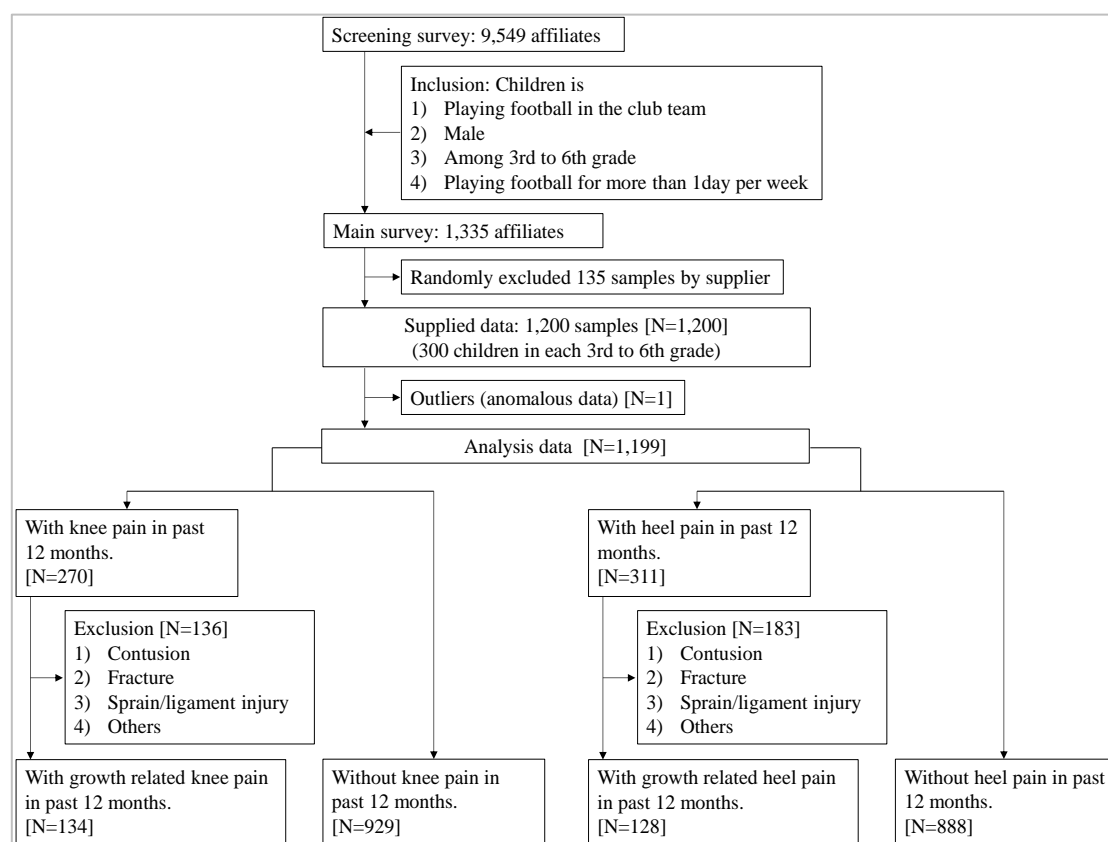 Screening survey: 9,549 affiliates
Inclusion: Children is
1) Playing football in the club team
2) Male
3) Among 3rd to 6th grade
4) Playing football for more than 1day per week
Main survey: 1,335 affiliates
Randomly excluded 135 samples by supplier
Supplied data: 1,200 samples [N=1,200]
(300 children in each 3rd to 6th grade)
Outliers (anomalous data) [N=1]
Analysis data [N=1,199]
With knee pain in past
12 months.
[N=270]
With heel pain in past 12
months.
[N=311]
Exclusion [N=136]
1) Contusion
2) Fracture
3) Sprain/ligament injury
4) Others
Exclusion [N=183]
1) Contusion
2) Fracture
3) Sprain/ligament injury
4) Others
With growth related knee pain
in past 12 months.
[N=134]
Without knee pain in
past 12 months.
[N=929]
With growth related heel pain
in past 12 months.
[N=128]
Without heel pain in past
12 months.
[N=888]